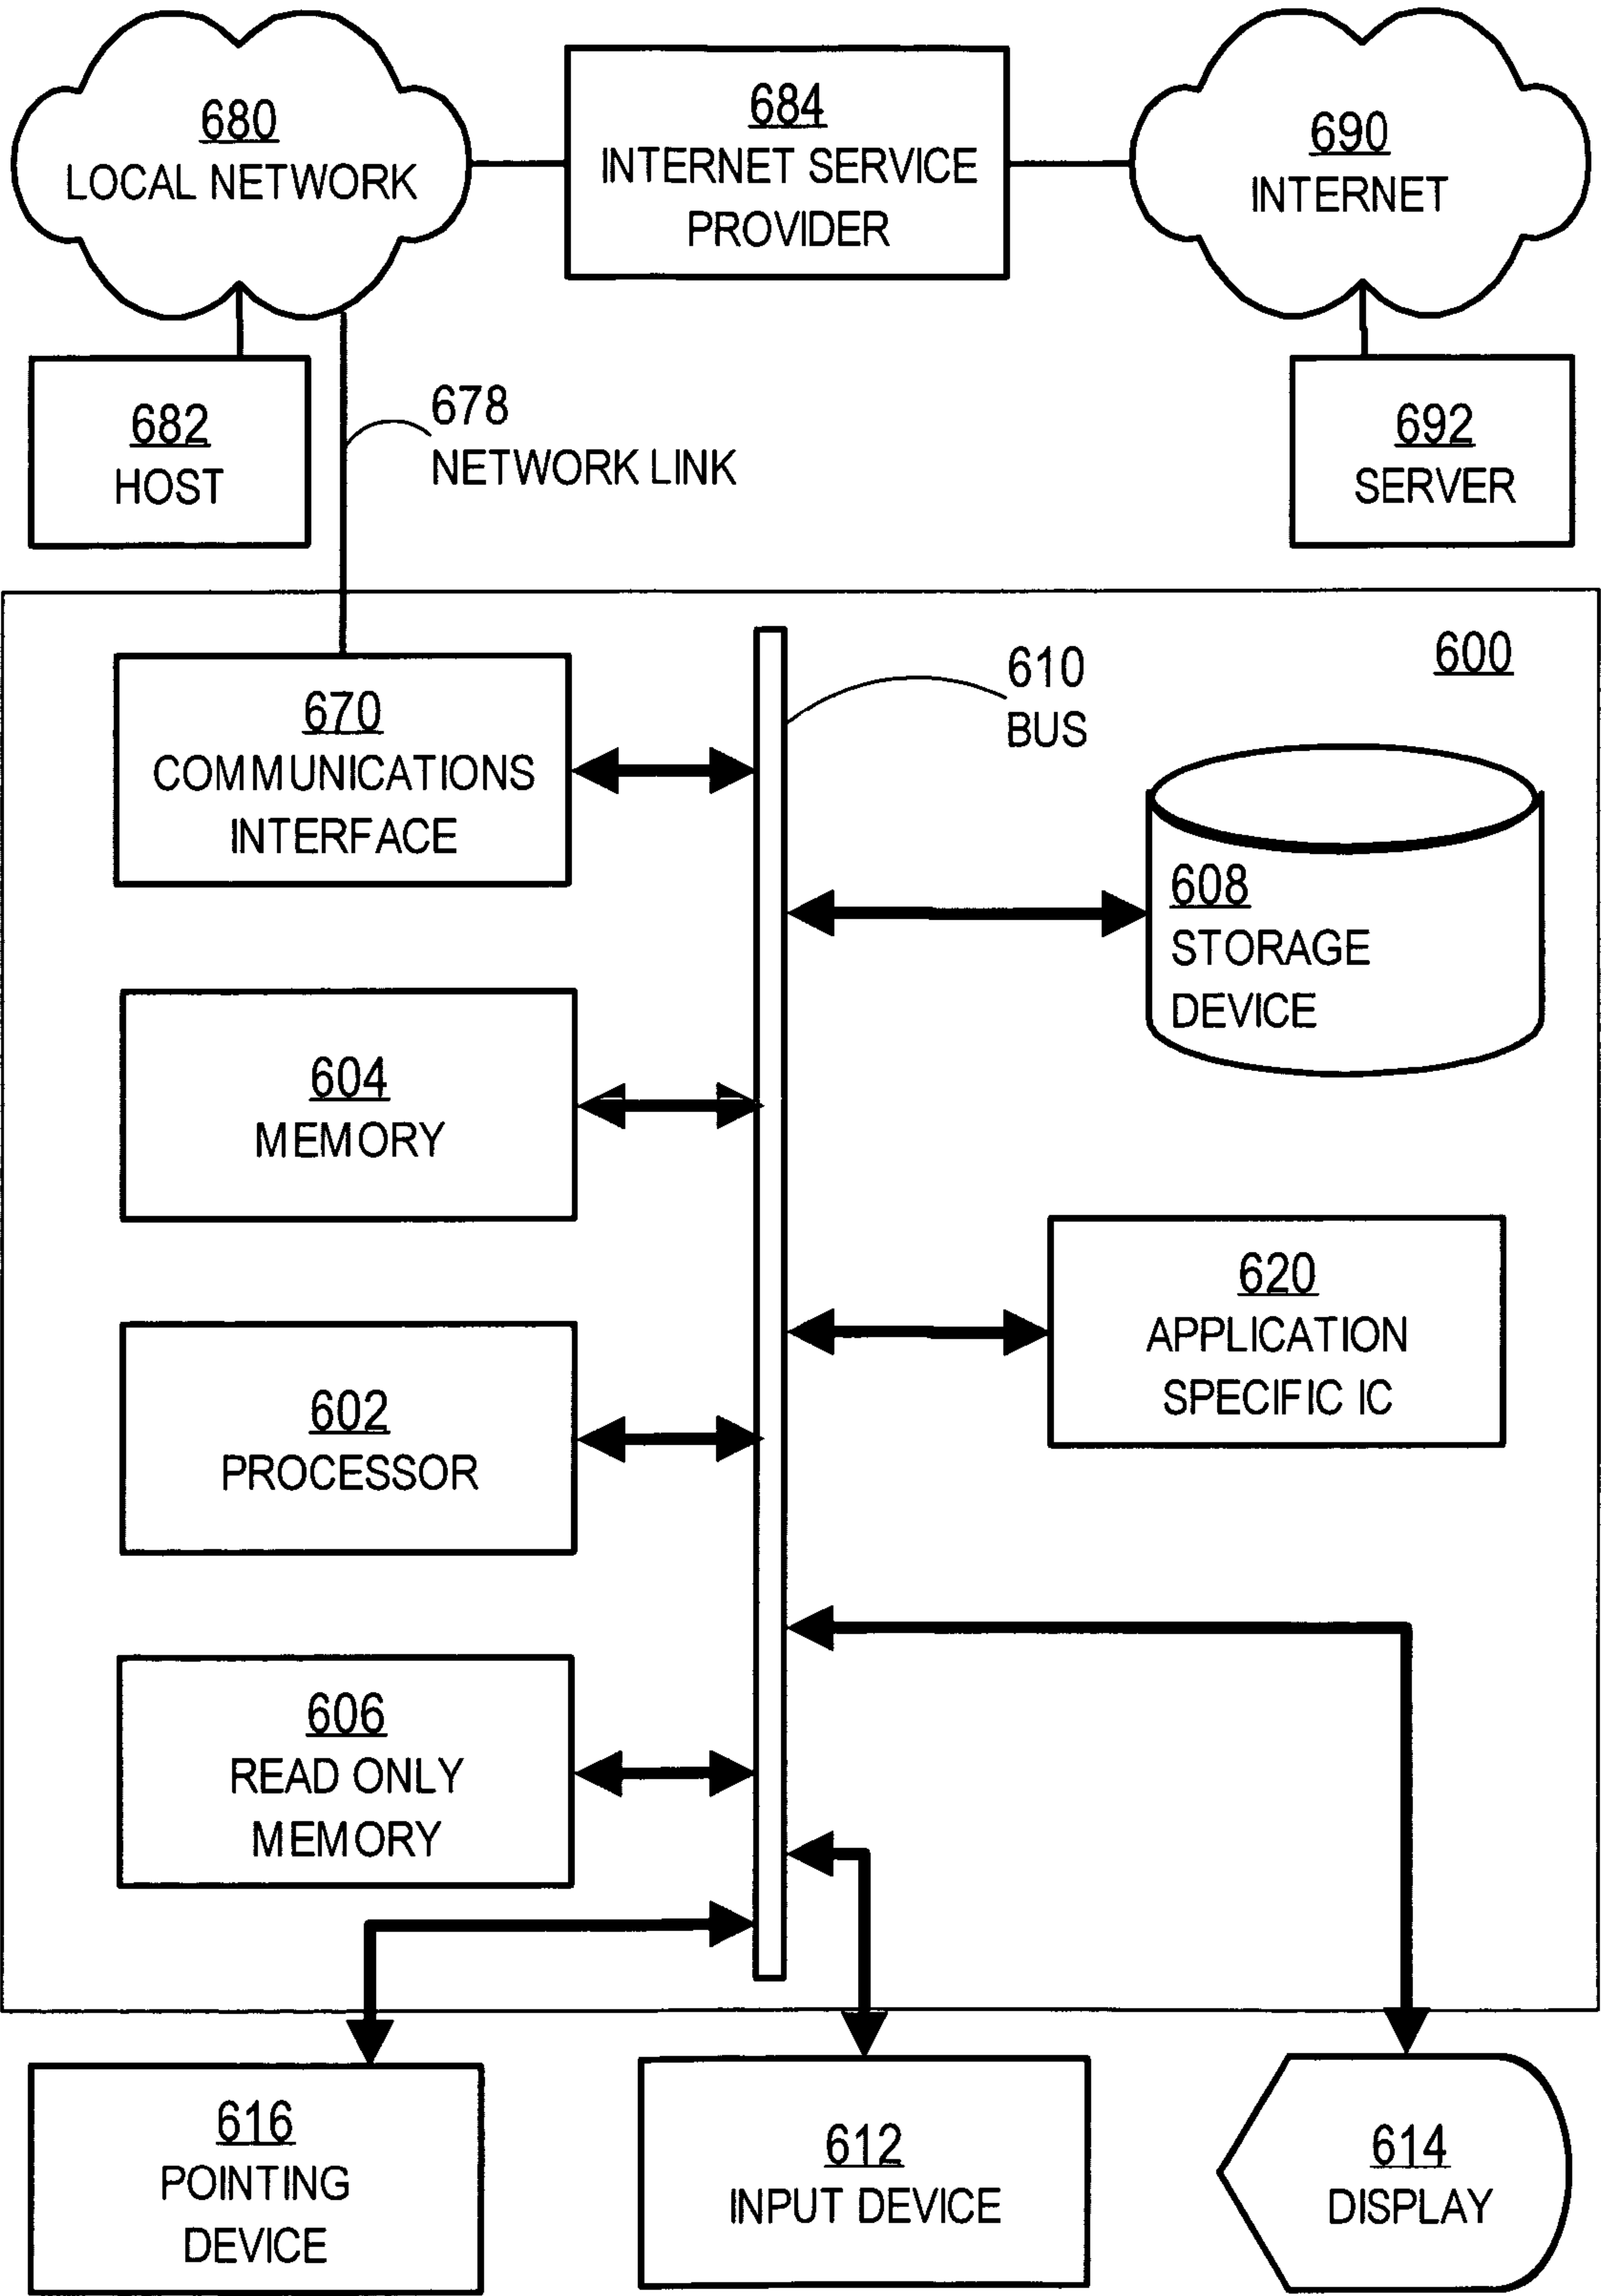 680
LOCAL NETWORK
684
INTERNET SERVICE
PROVIDER
690
INTERNET
682
HOST
678
NETWORK LINK
692
SERVER
600
670
COMMUNICATIONS
INTERFACE
610
BUS
608
STORAGE
DEVICE
604
MEMORY
620
APPLICATION
SPECIFIC IC
602
PROCESSOR
606
READ ONLY
MEMORY
616
POINTING
DEVICE
612
INPUT DEVICE
614
DISPLAY